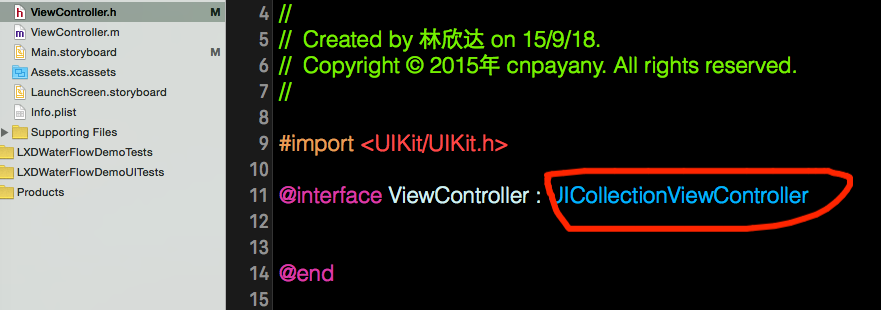 ViewController.h M
ViewController.m
Main.storyboard M
Assets.xcassets
LaunchScreen.storyboard
Info.plist
Supporting Files
LXDWaterFlowDemoTests
LXDWaterFlowDemoUITests
Products
4 //
5 // Created by 林欣达 on 15/9/18.
6 // Copyright © 2015年 cnpayany. All rights reserved.
7 //
8
9 #import <UIKit/UIKit.h>
10
11 @interface ViewController : UICollectionViewController
12
13
14 @end
15